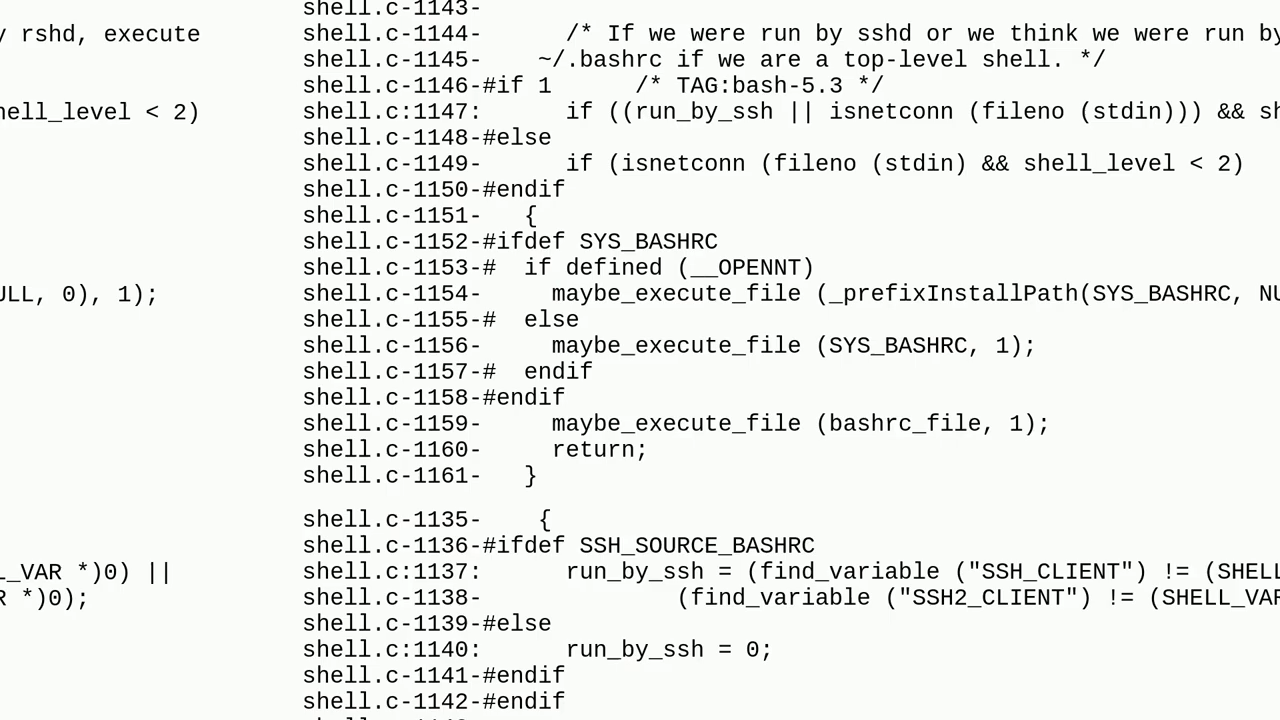 y rshd, execute
hell_level < 2)
ULL, 0), 1);
L_VAR *)0) ||
R *)0);
shell.c-1143-
shell.c-1144-      /* If we were run by sshd or we think we were run by
shell.c-1145-    ~/.bashrc if we are a top-level shell. */
shell.c-1146-#if 1      /* TAG:bash-5.3 */
shell.c:1147:      if ((run_by_ssh || isnetconn (fileno (stdin))) && sh
shell.c-1148-#else
shell.c-1149-      if (isnetconn (fileno (stdin) && shell_level < 2)
shell.c-1150-#endif
shell.c-1151-   {
shell.c-1152-#ifdef SYS_BASHRC
shell.c-1153-#  if defined (__OPENNT)
shell.c-1154-     maybe_execute_file (_prefixInstallPath(SYS_BASHRC, NU
shell.c-1155-#  else
shell.c-1156-     maybe_execute_file (SYS_BASHRC, 1);
shell.c-1157-#  endif
shell.c-1158-#endif
shell.c-1159-     maybe_execute_file (bashrc_file, 1);
shell.c-1160-     return;
shell.c-1161-   }
shell.c-1135-    {
shell.c-1136-#ifdef SSH_SOURCE_BASHRC
shell.c:1137:      run_by_ssh = (find_variable ("SSH_CLIENT") != (SHELL
shell.c-1138-              (find_variable ("SSH2_CLIENT") != (SHELL_VAR
shell.c-1139-#else
shell.c:1140:      run_by_ssh = 0;
shell.c-1141-#endif
shell.c-1142-#endif